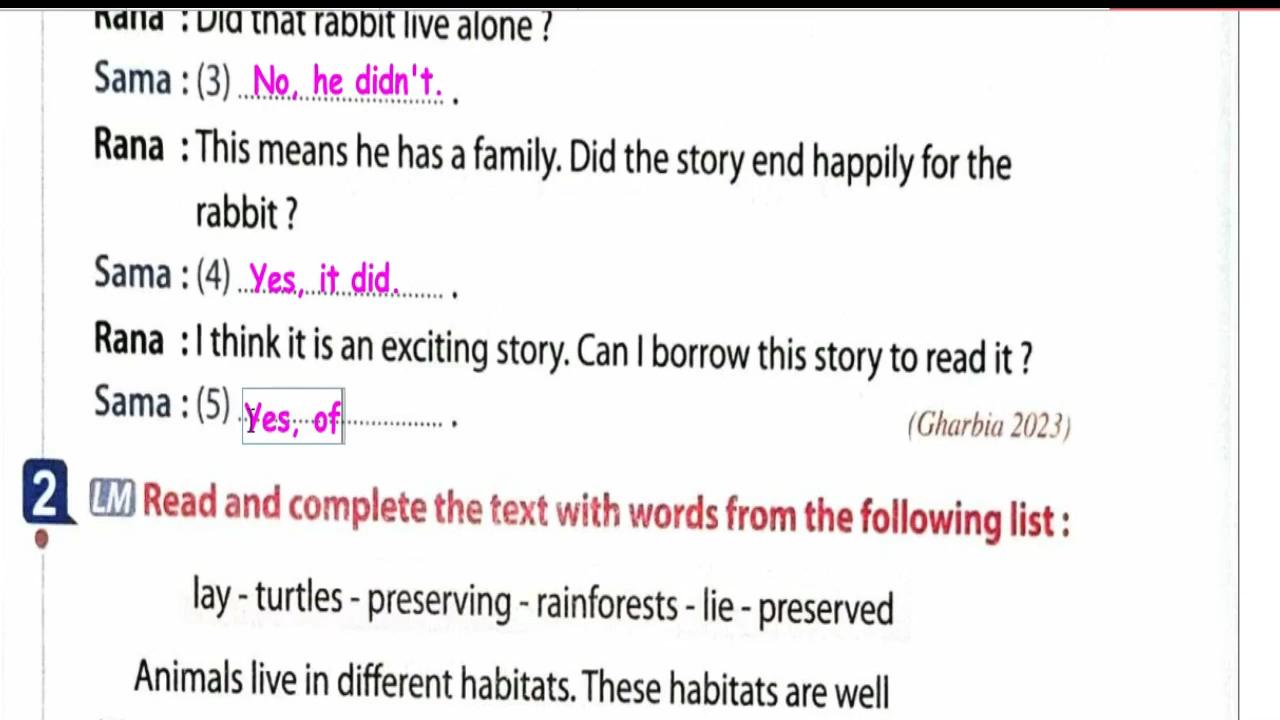 Rana : Did that rabbit live alone ?
Sama : (3) No, he didn't. .
Rana : This means he has a family. Did the story end happily for the
rabbit ?
Sama : (4) Yes, it did. .
Rana : I think it is an exciting story. Can I borrow this story to read it ?
Sama : (5) Yes, of .
(Gharbia 2023)
2 LM Read and complete the text with words from the following list :
lay - turtles - preserving - rainforests - lie - preserved
Animals live in different habitats. These habitats are well